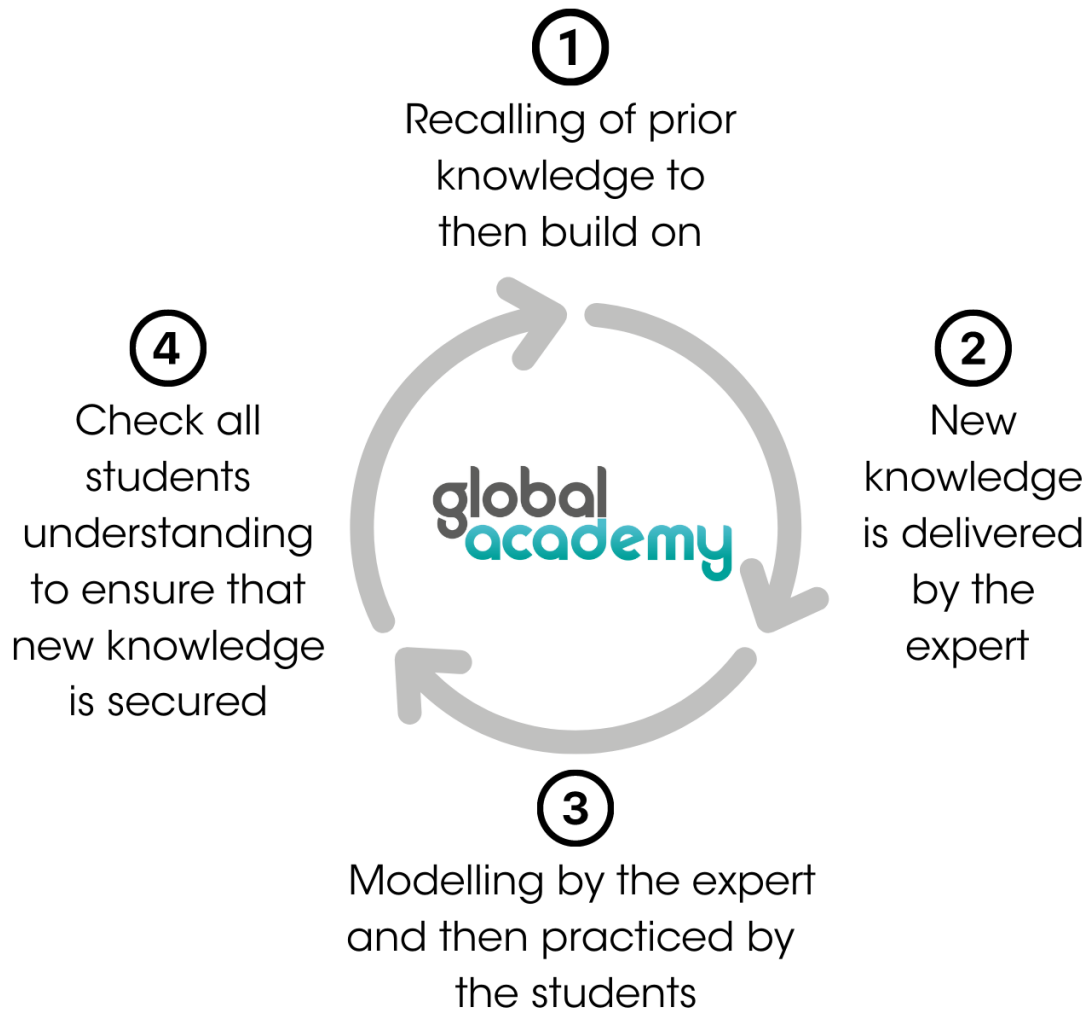 1
Recalling of prior
knowledge to
then build on
2
New
knowledge
is delivered
by the
expert
3
Modelling by the expert
and then practiced by
the students
4
Check all
students
understanding
to ensure that
new knowledge
is secured
global
academy